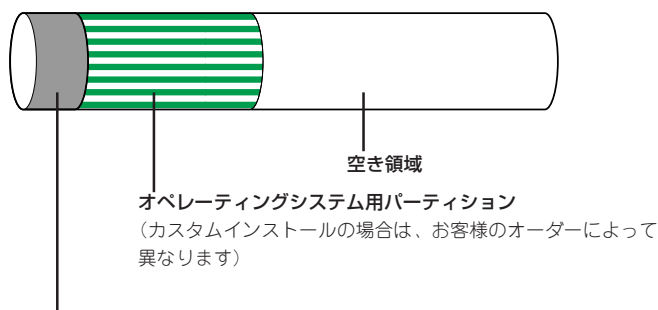 空き領域
オペレーティングシステム用パーティション
（カスタムインストールの場合は、お客様のオーダーによって
異なります）